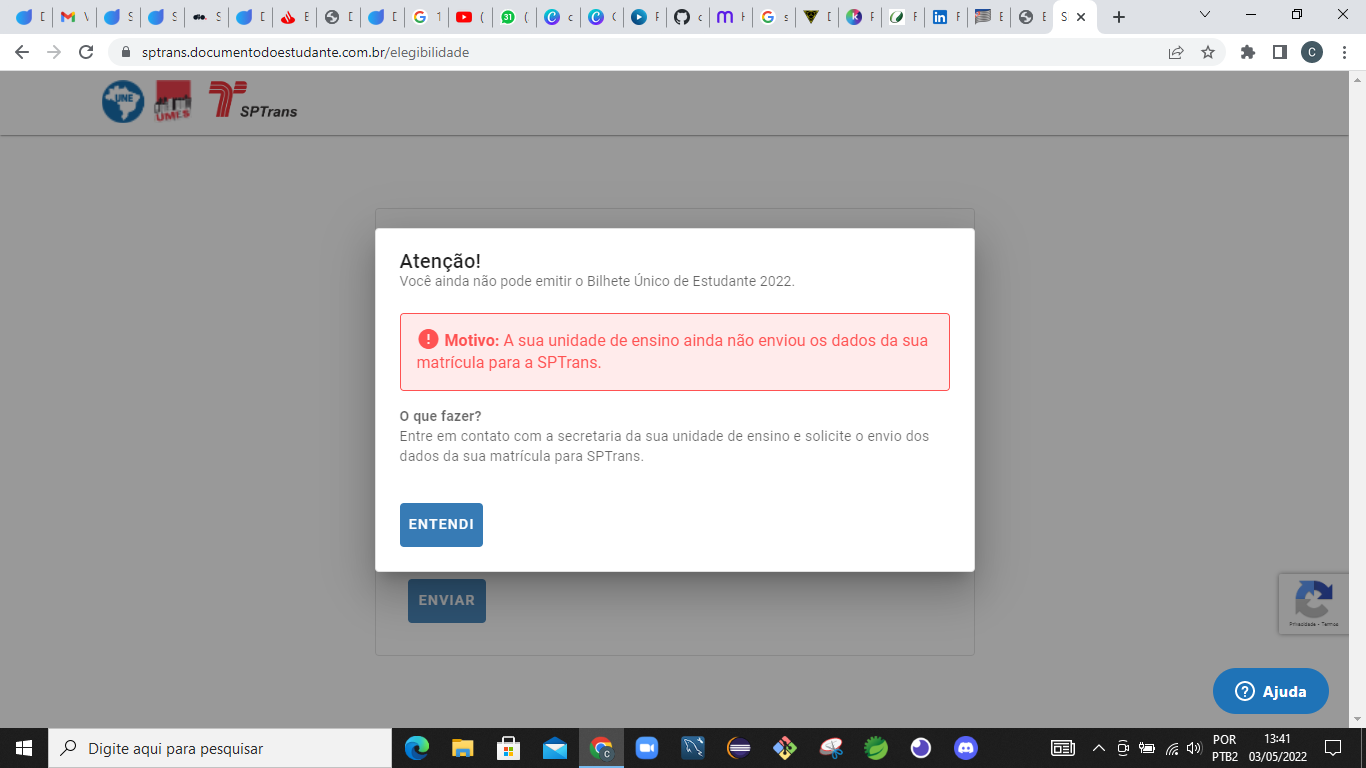 sptrans.documentodoestudante.com.br/elegibilidade
C
UNE
UMES
SPTrans
Atenção!
Você ainda não pode emitir o Bilhete Único de Estudante 2022.
Motivo: A sua unidade de ensino ainda não enviou os dados da sua
matrícula para a SPTrans.
O que fazer?
Entre em contato com a secretaria da sua unidade de ensino e solicite o envio dos
dados da sua matrícula para SPTrans.
ENTENDI
ENVIAR
Privacidade - Termos
Ajuda
Digite aqui para pesquisar
POR
PTB2
13:41
03/05/2022